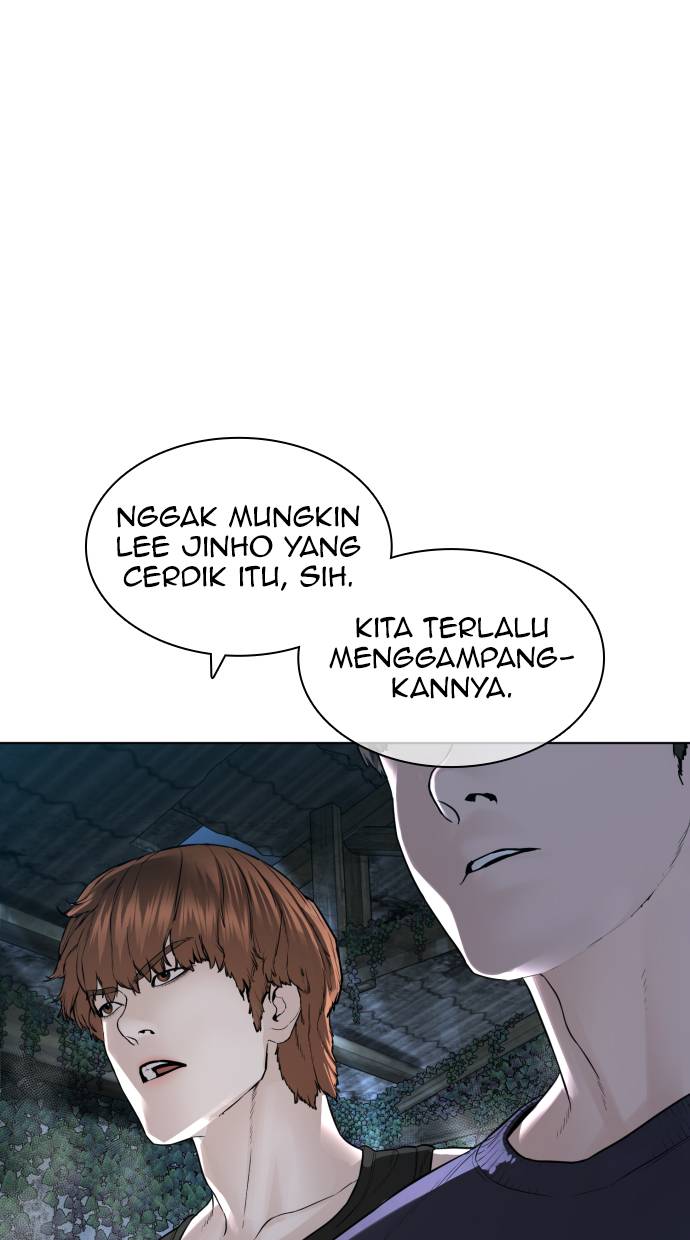 NGGAK MUNGKIN
LEE JINHO YANG
CERDIK ITU, SIH.
KITA TERLALU
MENGGAMPANG-
KANNYA.